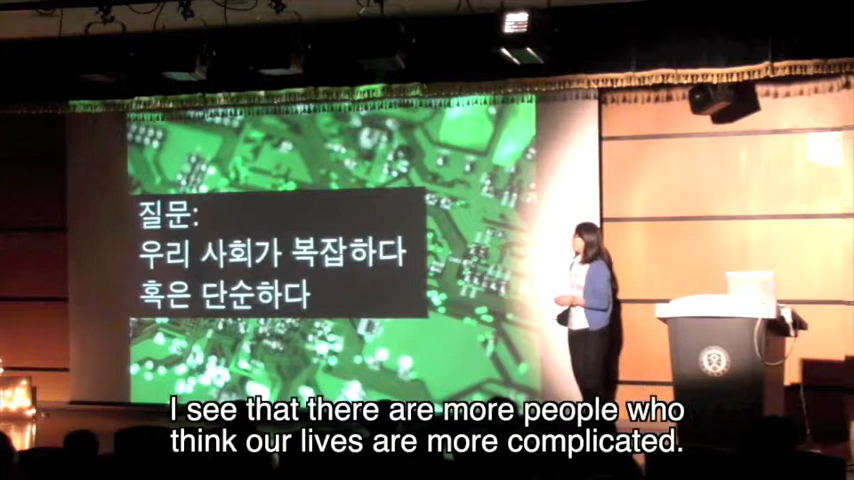 질문:
우리 사회가 복잡하다
혹은 단순하다
I see that there are more people who
think our lives are more complicated.